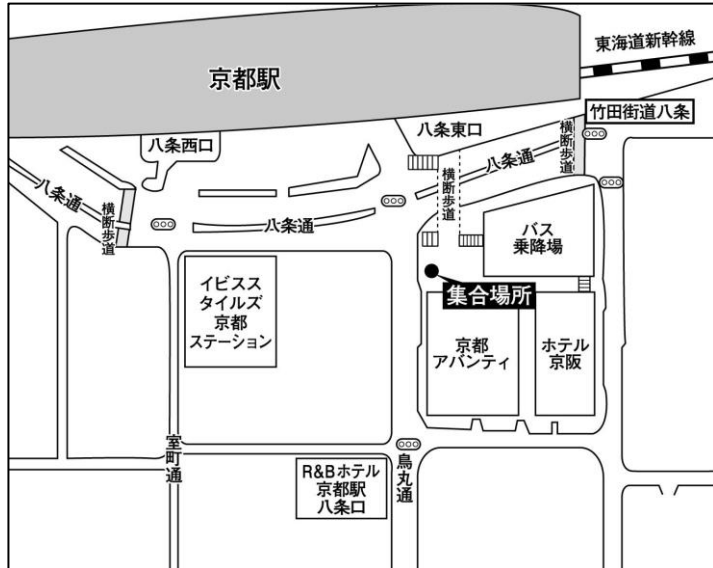 東海道新幹線
京都駅
竹田街道八条
八条東口
横断歩道
八条西口
八条通
横断歩道
八条通
横断歩道
八条通
バス
乗降場
イビスス
タイルズ
京都
ステーション
集合場所
京都
アバンティ
ホテル
京阪
室町通
烏丸通
R&Bホテル
京都駅
八条口